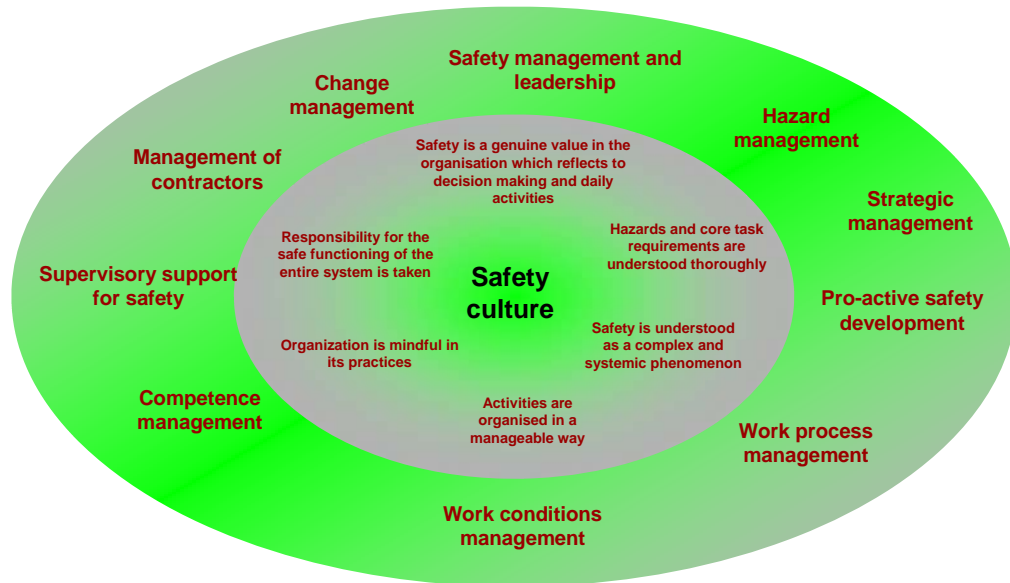 Safety management and
leadership
Change
management
Hazard
management
Management of
contractors
Strategic
management
Supervisory support
for safety
Pro-active safety
development
Competence
management
Work process
management
Work conditions
management
Safety is a genuine value in the
organisation which reflects to
decision making and daily
activities
Responsibility for the
safe functioning of the
entire system is taken
Hazards and core task
requirements are
understood thoroughly
Safety
culture
Organization is mindful in
its practices
Safety is understood
as a complex and
systemic phenomenon
Activities are
organised in a
manageable way